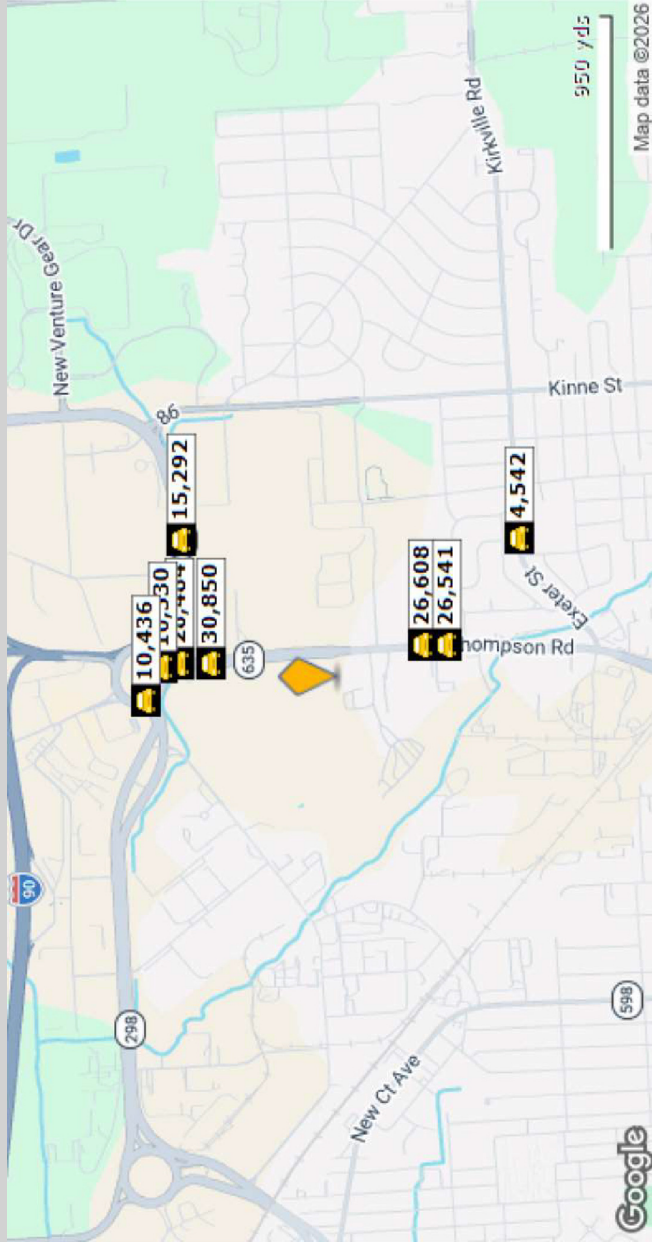 New Venture Gear Dr
90
298
86
15,292
10,436
30,850
635
26,608
26,541
4,542
Kirkville Rd
Kinne St
Exeter St
hompson Rd
New Ct Ave
598
950 yds
Map data ©2026
Google